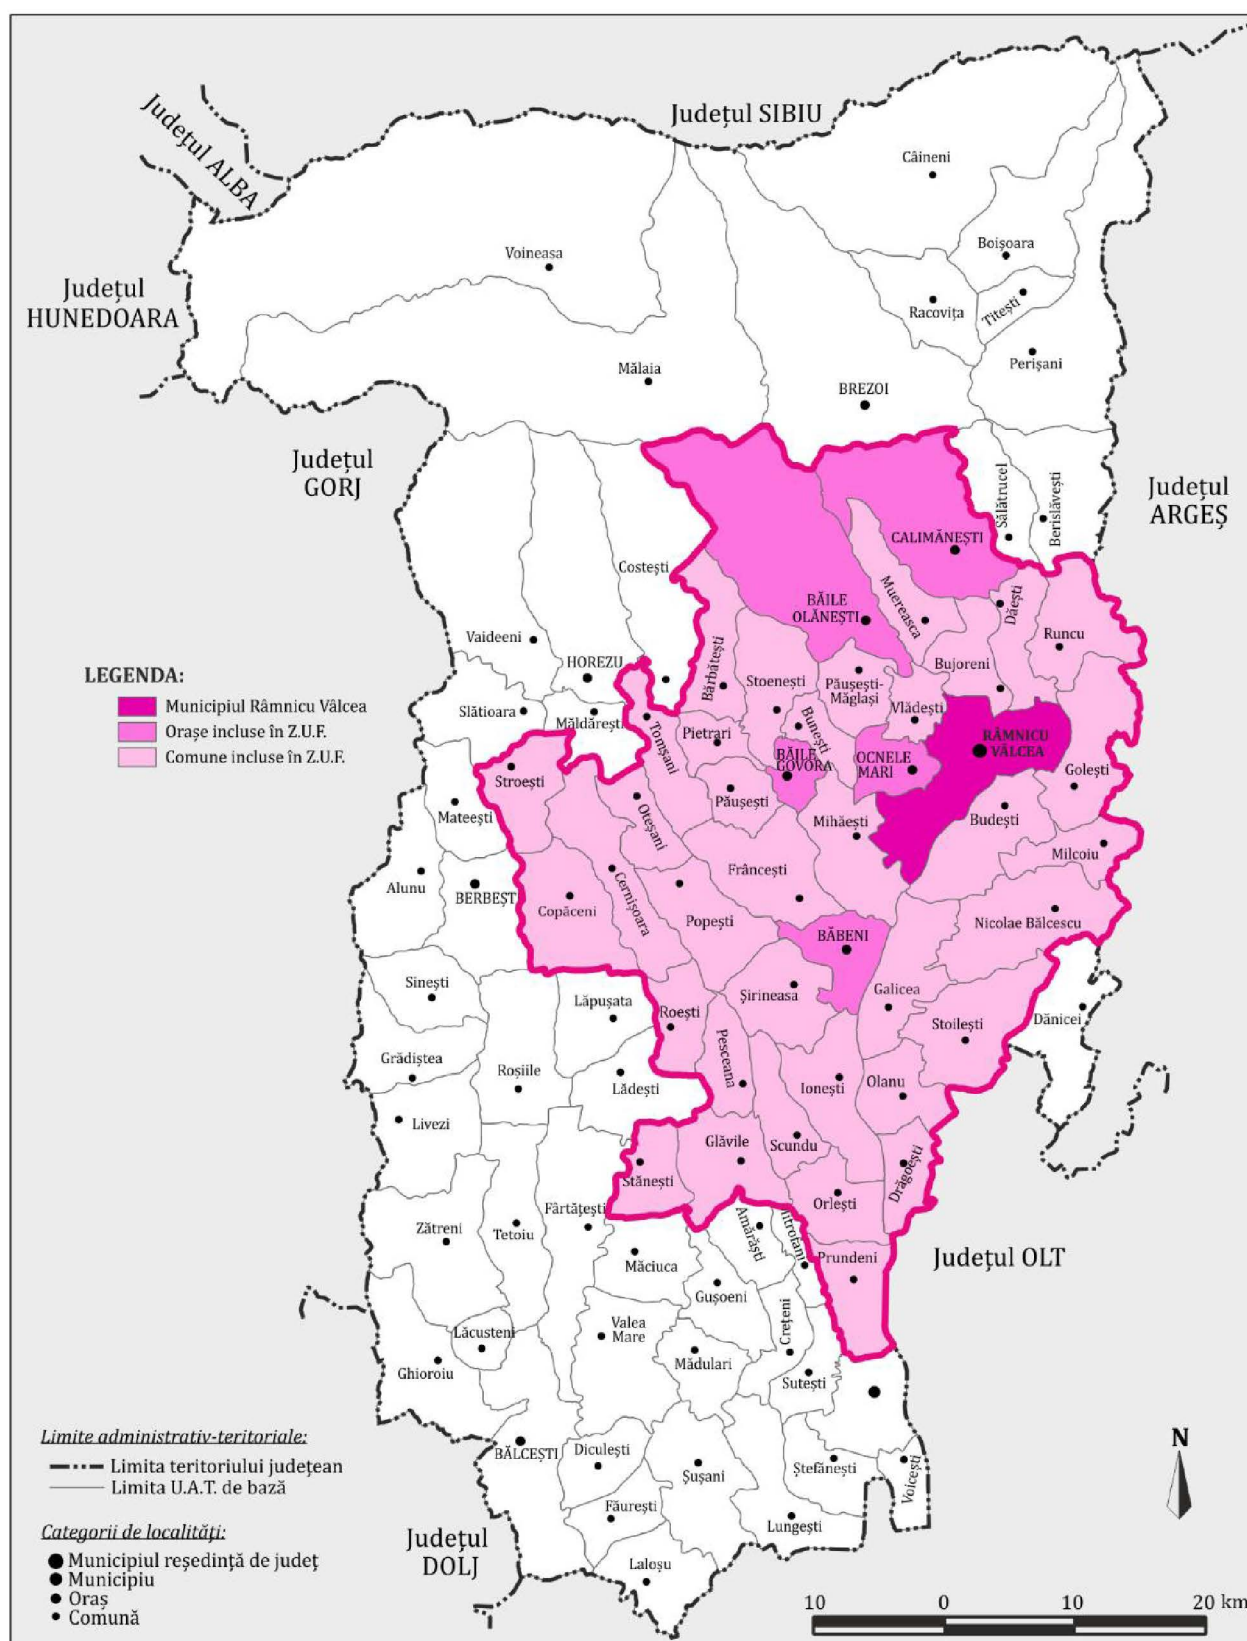 Județul SIBIU
Județul ALBA
Câineni
Boișoara
Voineasa
Județul
HUNEDOARA
Titești
Racovița
Perișani
Mălaia
BREZOI
Județul
GORJ
Sălătrucel
Berislăvești
Județul
ARGEȘ
CALIMĂNEȘTI
Costești
Muereasca
BĂILE
OLĂNEȘTI
Dăești
Runcu
Vaideeni
HOREZU
Bărbătești
Bujoreni
LEGENDA:
Municipiul Râmnicu Vâlcea
Orașe incluse în Z.U.F.
Comune incluse în Z.U.F.
Stoenești
Păușești-
Măglași
Slătioara
Măldărești
Vlădești
Bunești
Tomșani
Pietrari
RÂMNICU
VÂLCEA
BĂILE
GOVORA
OCNELE
MARI
Stroești
Golești
Păușești
Mateești
Oteșani
Mihăești
Budești
Milcoiu
Frâncești
Alunu
BERBEȘT
Cernișoara
Copăceni
Popești
Nicolae Bălcescu
BĂBENI
Sinești
Șirineasa
Galicea
Lăpușata
Roești
Stoilești
Dănicei
Grădiștea
Roșiile
Pesceana
Lădești
Ionești
Olanu
Livezi
Glăvile
Scundu
Stănești
Drăgoești
Orlești
Fârtățești
Zătreni
Tetoiu
Amărăști
Prundeni
Județul OLT
Măciuca
Gușoeni
Crețeni
Valea
Mare
Lăcusteni
Mădulari
Ghioroiu
Sutești
Limite administrativ-teritoriale:
Limita teritoriului județean
Limita U.A.T. de bază
BĂLCEȘTI
Diculești
Șușani
Ștefănești
Voicești
N
Făurești
Lungești
Categorii de localități:
Municipiul reședință de județ
Municipiu
Oraș
Comună
Județul
DOLJ
Laloșu
10 0 10 20 km